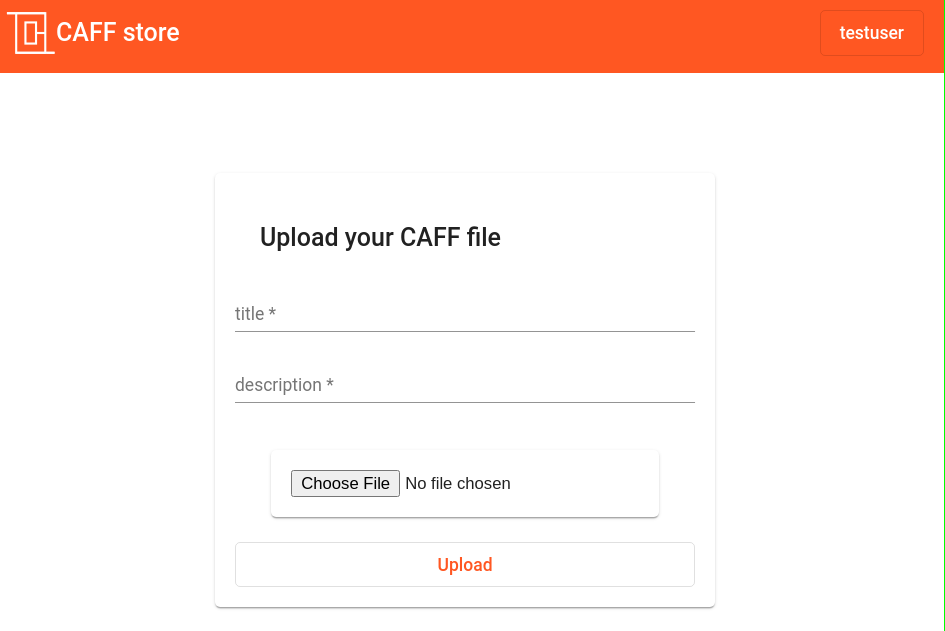 CAFF store
testuser
Upload your CAFF file
title *
description *
Choose File No file chosen
Upload